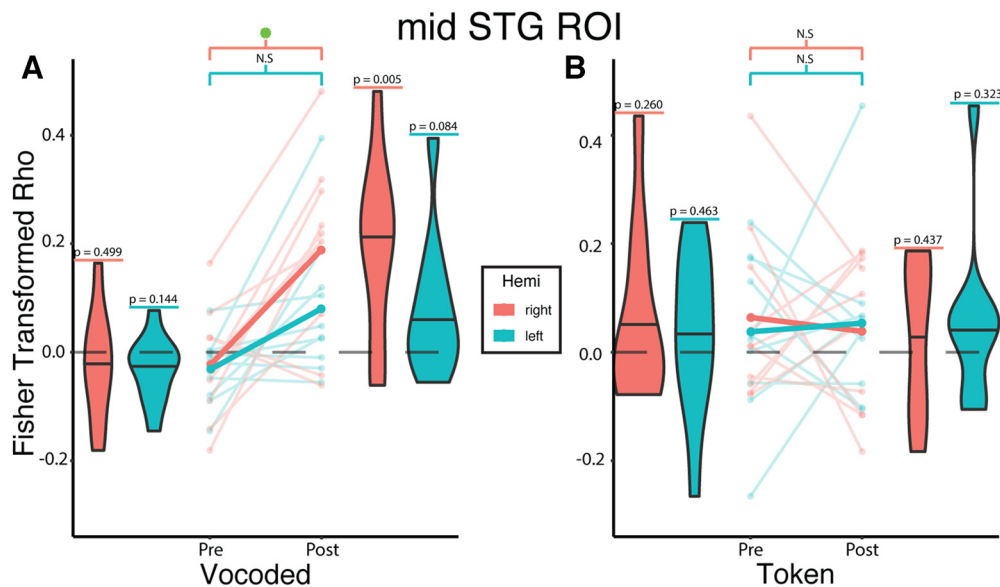 mid STG ROI
A
N.S
p = 0.005
p = 0.084
p = 0.499
p = 0.144
Fisher Transformed Rho
0.4
0.2
0.0
-0.2
Pre
Post
Vocoded
Hemi
right
left
B
N.S
N.S
p = 0.260
p = 0.463
p = 0.323
p = 0.437
0.4
0.2
0.0
-0.2
Pre
Post
Token